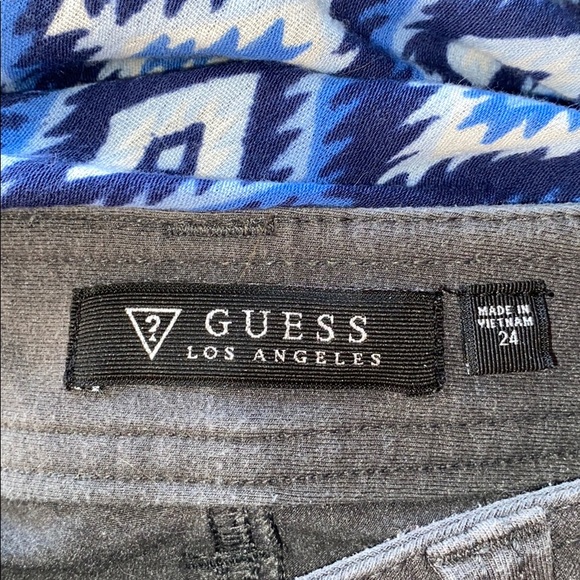 ?
GUESS
LOS ANGELES
MADE IN
VIETNAM
24